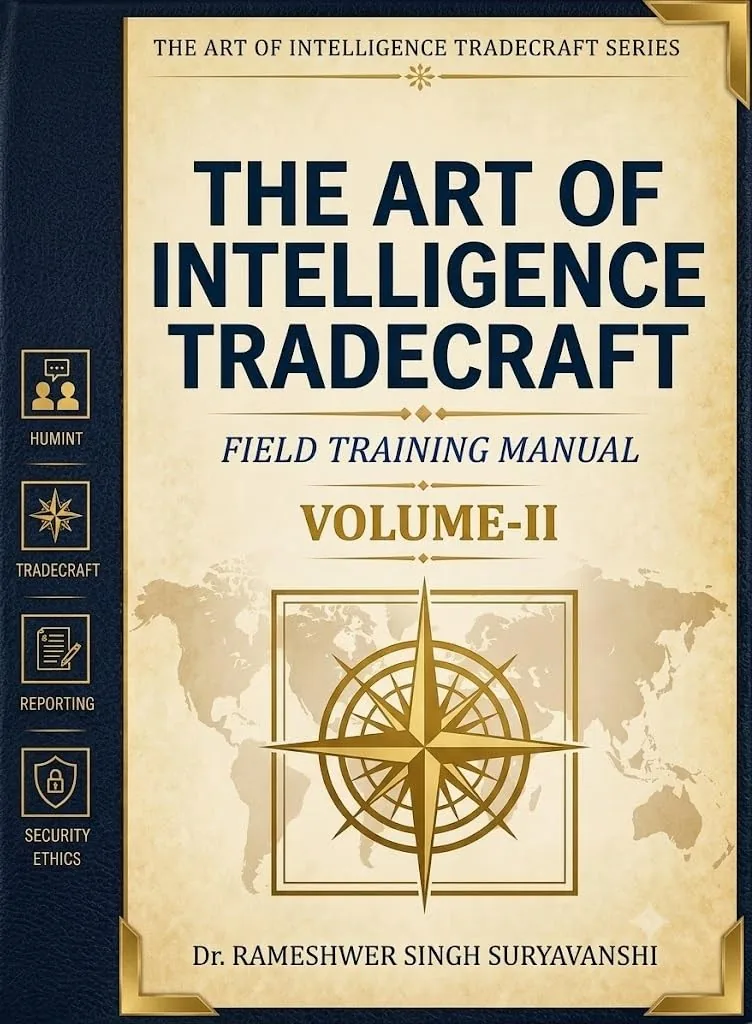 THE ART OF INTELLIGENCE TRADECRAFT SERIES
THE ART OF
INTELLIGENCE
TRADECRAFT
FIELD TRAINING MANUAL
VOLUME-II
HUMINT
TRADECRAFT
REPORTING
SECURITY
ETHICS
Dr. RAMESHWER SINGH SURYAVANSHI